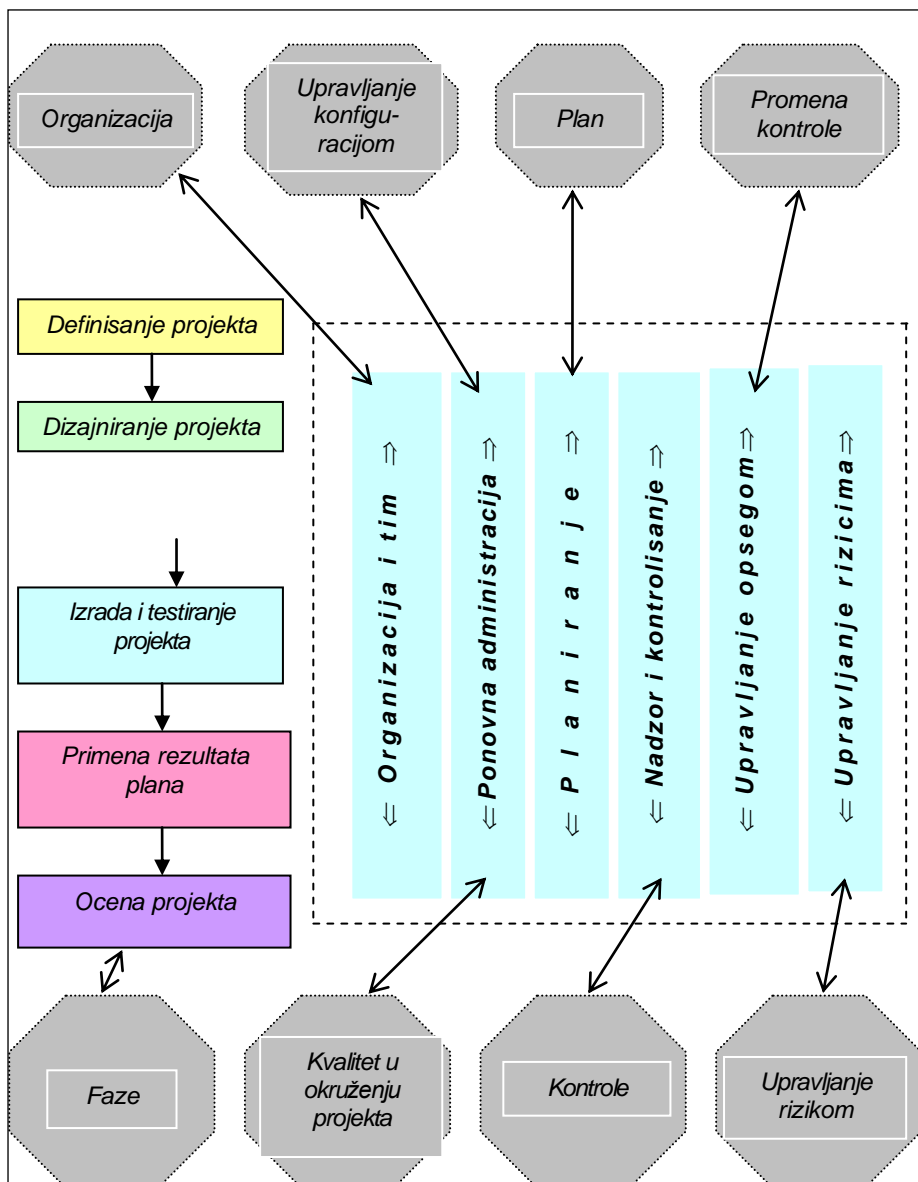 Organizacija
Upravljanje
konfigu-
racijom
Plan
Promena
kontrole
Definisanje projekta
Dizajniranje projekta
Izrada i testiranje
projekta
Primena rezultata
plana
Ocena projekta
⇐ Organizacija i tim ⇒
⇐ Ponovna administracija ⇒
⇐ Planiranje ⇒
⇐ Nadzor i kontrolisanje ⇒
⇐ Upravljanje opsegom ⇒
⇐ Upravljanje rizicima ⇒
Faze
Kvalitet u
okruženju
projekta
Kontrole
Upravljanje
rizikom